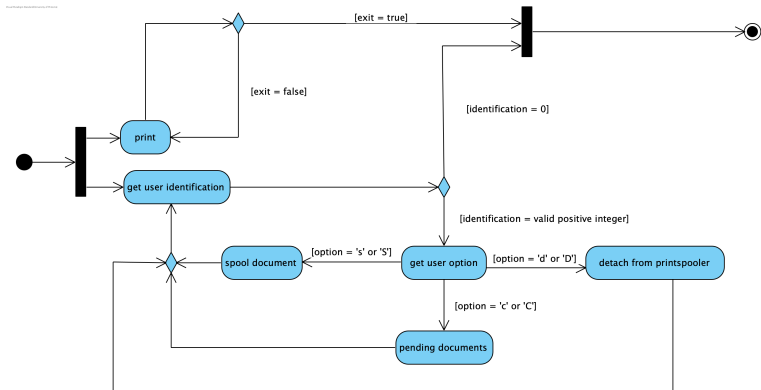 [exit = true]
[exit = false]
[identification = 0]
print
get user identification
[identification = valid positive integer]
[option = 's' or 'S']
[option = 'd' or 'D']
spool document
get user option
detach from printspooler
[option = 'c' or 'C']
pending documents